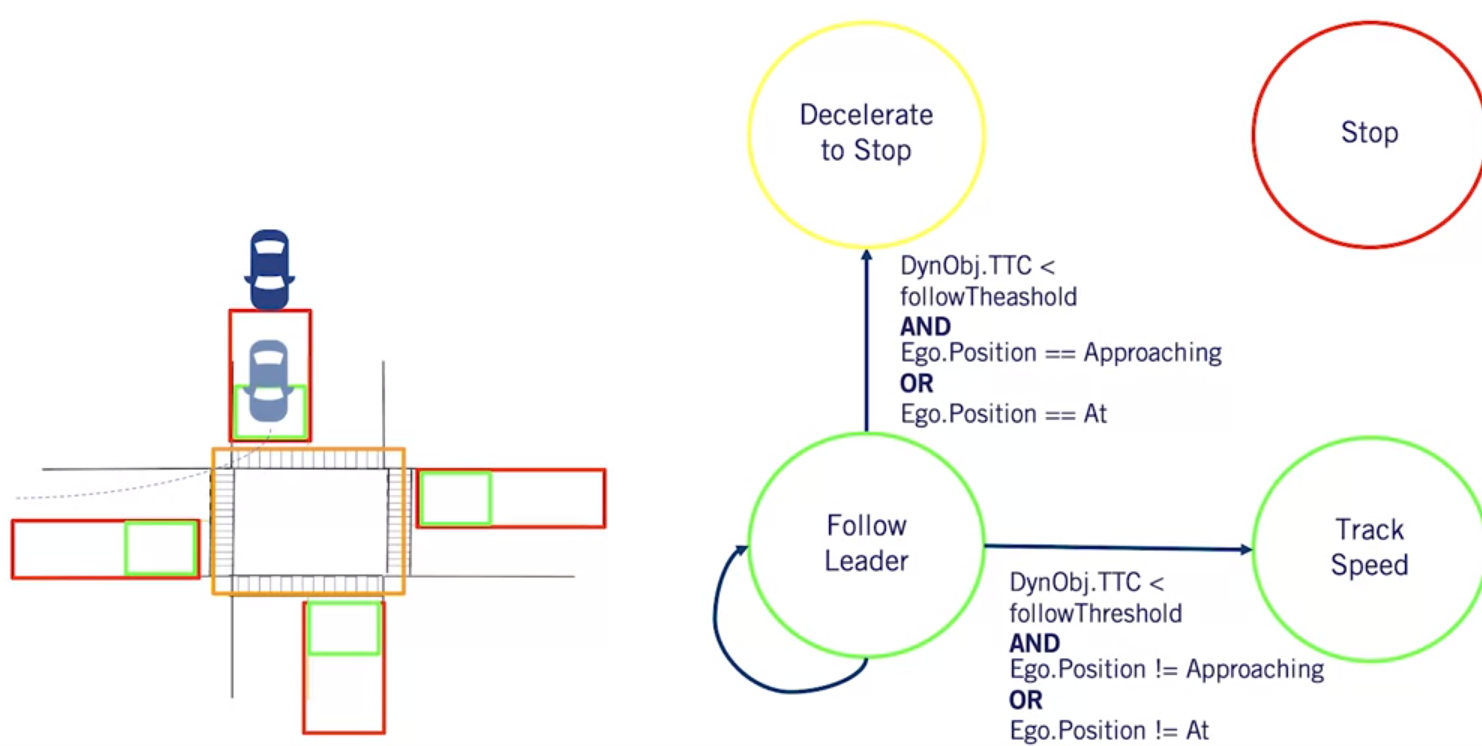 Decelerate
to Stop
Stop
DynObj.TTC <
followTheashold
AND
Ego.Position == Approaching
OR
Ego.Position == At
Follow
Leader
Track
Speed
DynObj.TTC <
followThreshold
AND
Ego.Position != Approaching
OR
Ego.Position != At